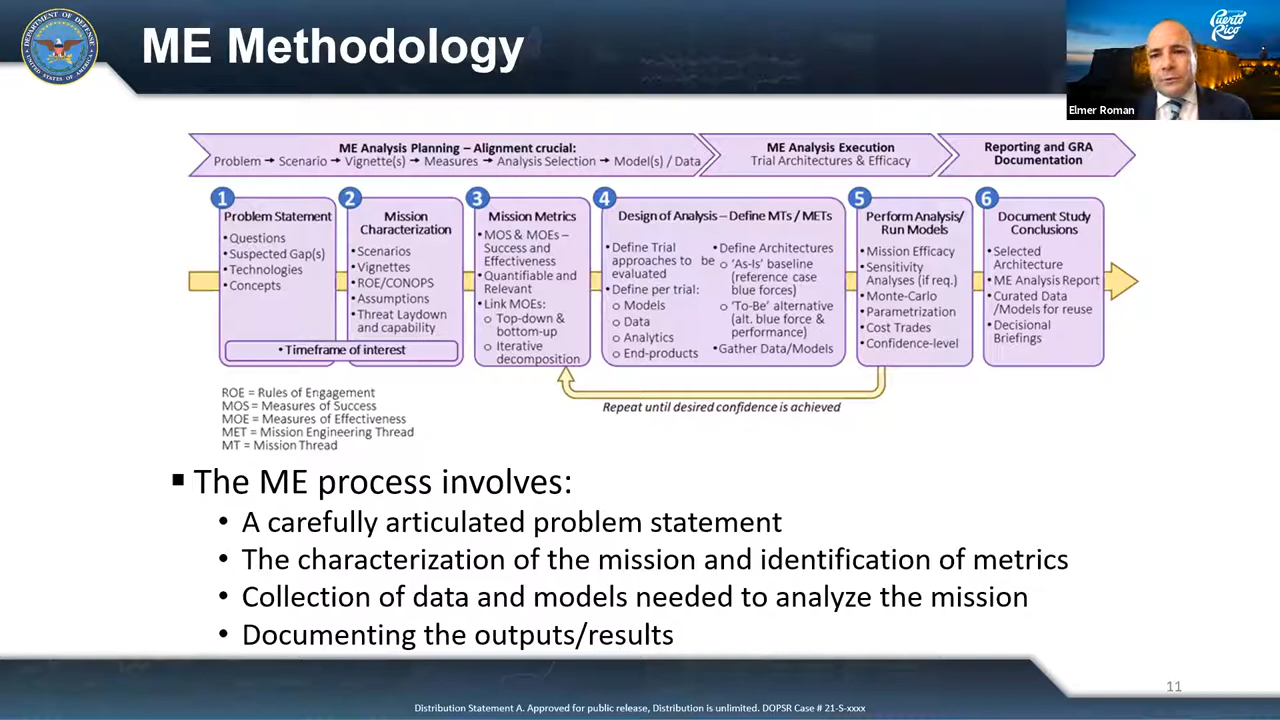 ME Methodology
Puerto
Rico
Elmer Roman
DEPARTMENT OF DEFENSE
UNITED STATES OF AMERICA
ME Analysis Planning – Alignment crucial:
Problem → Scenario → Vignette(s) → Measures → Analysis Selection → Model(s) / Data
ME Analysis Execution
Trial Architectures & Efficacy
Reporting and GRA
Documentation
1
Problem Statement
• Questions
• Suspected Gap(s)
• Technologies
• Concepts
2
Mission
Characterization
• Scenarios
• Vignettes
• ROE/CONOPS
• Assumptions
• Threat Laydown
and capability
• Timeframe of interest
3
Mission Metrics
• MOS & MOEs –
Success and
Effectiveness
• Quantifiable and
Relevant
• Link MOEs:
o Top-down &
bottom-up
o Iterative
decomposition
4
Design of Analysis – Define MTs / METs
• Define Trial
approaches to be
evaluated
• Define per trial:
o Models
o Data
o Analytics
o End-products
• Define Architectures
o ‘As-Is’ baseline
(reference case
blue forces)
o ‘To-Be’ alternative
(alt. blue force &
performance)
• Gather Data/Models
5
Perform Analysis/
Run Models
• Mission Efficacy
• Sensitivity
Analyses (if req.)
• Monte-Carlo
• Parametrization
• Cost Trades
• Confidence-level
6
Document Study
Conclusions
• Selected
Architecture
• ME Analysis Report
• Curated Data
/Models for reuse
• Decisional
Briefings
Repeat until desired confidence is achieved
ROE = Rules of Engagement
MOS = Measures of Success
MOE = Measures of Effectiveness
MET = Mission Engineering Thread
MT = Mission Thread
▪ The ME process involves:
• A carefully articulated problem statement
• The characterization of the mission and identification of metrics
• Collection of data and models needed to analyze the mission
• Documenting the outputs/results
11
Distribution Statement A. Approved for public release, Distribution is unlimited. DOPSR Case # 21-S-xxxx